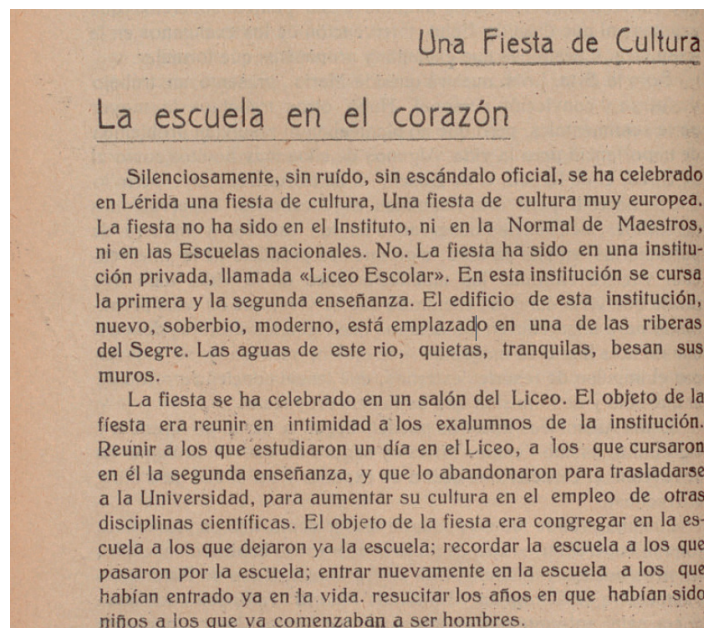 Una Fiesta de Cultura
La escuela en el corazón
Silenciosamente, sin ruído, sin escándalo oficial, se ha celebrado
en Lérida una fiesta de cultura, Una fiesta de cultura muy europea.
La fiesta no ha sido en el Instituto, ni en la Normal de Maestros,
ni en las Escuelas nacionales. No. La fiesta ha sido en una institu-
ción privada, llamada «Liceo Escolar». En esta institución se cursa
la primera y la segunda enseñanza. El edificio de esta institución,
nuevo, soberbio, moderno, está emplazado en una de las riberas
del Segre. Las aguas de este rio, quietas, tranquilas, besan sus
muros.
La fiesta se ha celebrado en un salón del Liceo. El objeto de la
fiesta era reunir en intimidad a los exalumnos de la institución.
Reunir a los que estudiaron un día en el Liceo, a los que cursaron
en él la segunda enseñanza, y que lo abandonaron para trasladarse
a la Universidad, para aumentar su cultura en el empleo de otras
disciplinas científicas. El objeto de la fiesta era congregar en la es-
cuela a los que dejaron ya la escuela; recordar la escuela a los que
pasaron por la escuela; entrar nuevamente en la escuela a los que
habían entrado ya en la vida. resucitar los años en que habían sido
niños a los que ya comenzaban a ser hombres.